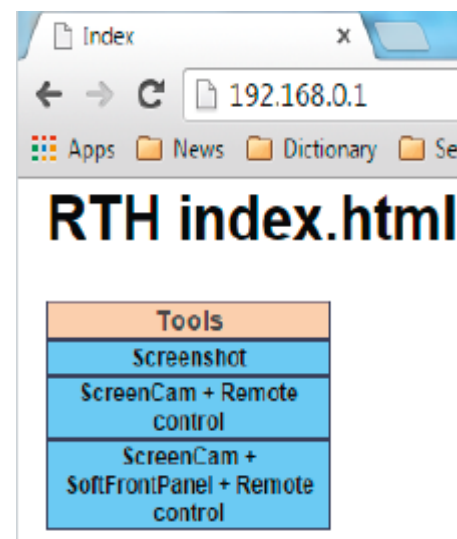 Index
192.168.0.1
Apps News Dictionary Se
RTH index.html
Tools
Screenshot
ScreenCam + Remote
control
ScreenCam +
SoftFrontPanel + Remote
control